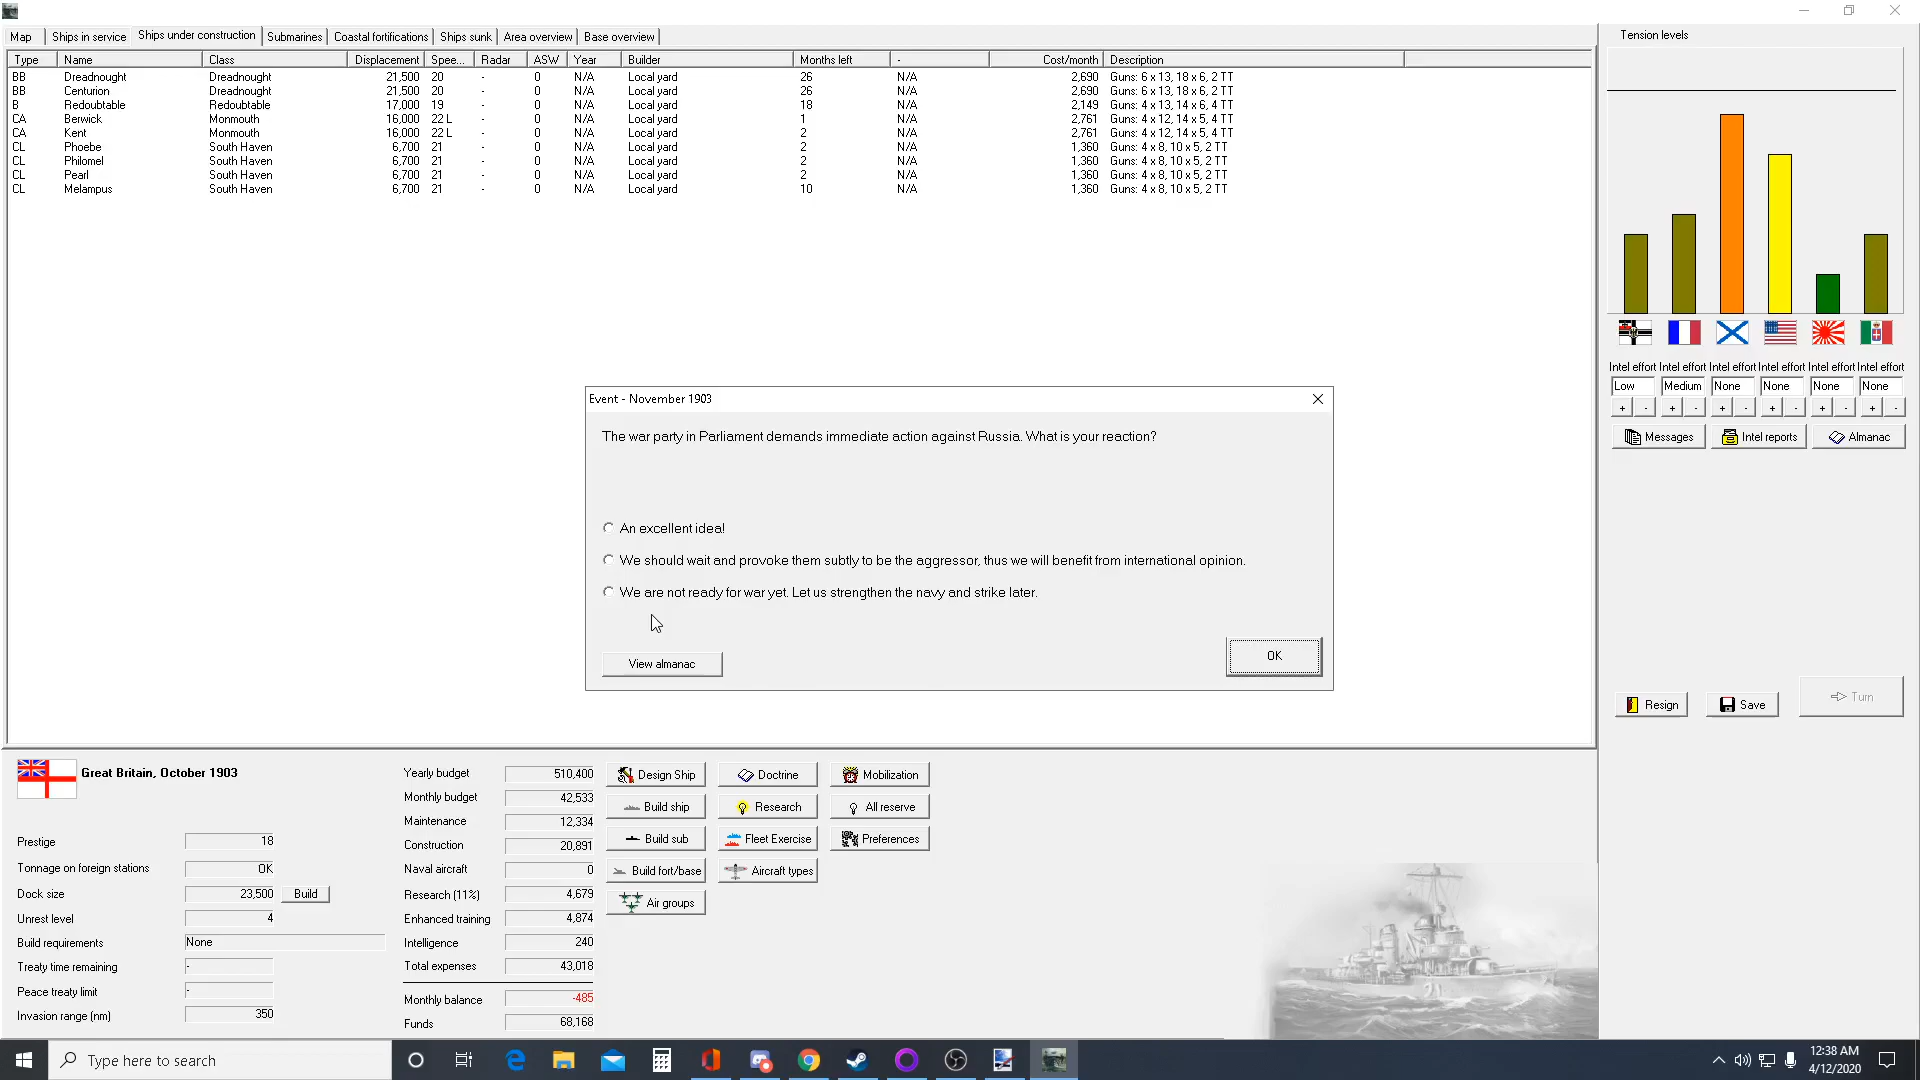 Map Ships in service Ships under construction Submarines Coastal fortifications Ships sunk Area overview Base overview
Type Name Class Displacement Spee... Radar ASW Year Builder Months left - Cost/month Description
BB Dreadnought Dreadnought 21,500 20 - 0 N/A Local yard 26 N/A 2,690 Guns: 6 x 13, 18 x 6, 2 TT
BB Centurion Dreadnought 21,500 20 - 0 N/A Local yard 26 N/A 2,690 Guns: 6 x 13, 18 x 6, 2 TT
B Redoubtable Redoubtable 17,000 19 - 0 N/A Local yard 18 N/A 2,149 Guns: 4 x 13, 14 x 6, 4 TT
CA Berwick Monmouth 16,000 22 L - 0 N/A Local yard 1 N/A 2,761 Guns: 4 x 12, 14 x 5, 4 TT
CA Kent Monmouth 16,000 22 L - 0 N/A Local yard 2 N/A 2,761 Guns: 4 x 12, 14 x 5, 4 TT
CL Phoebe South Haven 6,700 21 - 0 N/A Local yard 2 N/A 1,360 Guns: 4 x 8, 10 x 5, 2 TT
CL Philomel South Haven 6,700 21 - 0 N/A Local yard 2 N/A 1,360 Guns: 4 x 8, 10 x 5, 2 TT
CL Pearl South Haven 6,700 21 - 0 N/A Local yard 2 N/A 1,360 Guns: 4 x 8, 10 x 5, 2 TT
CL Melampus South Haven 6,700 21 - 0 N/A Local yard 10 N/A 1,360 Guns: 4 x 8, 10 x 5, 2 TT
Event - November 1903
The war party in Parliament demands immediate action against Russia. What is your reaction?
An excellent idea!
We should wait and provoke them subtly to be the aggressor, thus we will benefit from international opinion.
We are not ready for war yet. Let us strengthen the navy and strike later.
View almanac
OK
Tension levels
Intel effort Intel effort Intel effort Intel effort Intel effort Intel effort
Low Medium None None None None
+ - + - + - + - + - + -
Messages Intel reports Almanac
Resign Save Turn
Great Britain, October 1903
Prestige 18
Tonnage on foreign stations OK
Dock size 23,500 Build
Unrest level 4
Build requirements None
Treaty time remaining -
Peace treaty limit -
Invasion range (nm) 350
Yearly budget 510,400
Monthly budget 42,533
Maintenance 12,334
Construction 20,891
Naval aircraft 0
Research (11%) 4,679
Enhanced training 4,874
Intelligence 240
Total expenses 43,018
Monthly balance -485
Funds 68,168
Design Ship Doctrine Mobilization
Build ship Research All reserve
Build sub Fleet Exercise Preferences
Build fort/base Aircraft types
Air groups
Type here to search
12:38 AM
4/12/2020